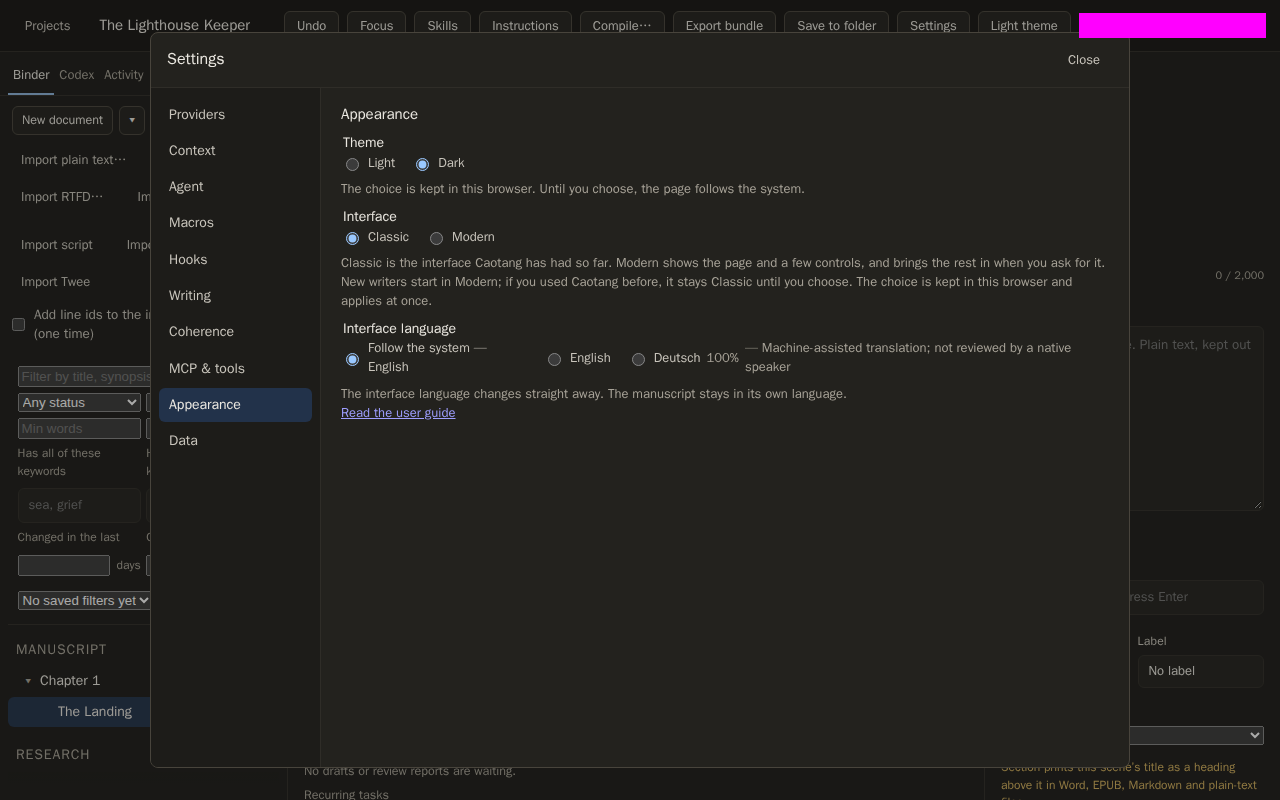 Projects
The Lighthouse Keeper
Undo
Focus
Skills
Instructions
Compile⋯
Export bundle
Save to folder
Settings
Light theme
Binder
Codex
Activity
New document
Import plain text⋯
Import RTFD⋯
Import script
Import Twee
Add line ids to the
(one time)
Filter by title, synopsis
Any status
Min words
Has all of these
keywords
sea, grief
Changed in the last
days
No saved filters yet
MANUSCRIPT
Chapter 1
The Landing
RESEARCH
Settings
Close
Providers
Context
Agent
Macros
Hooks
Writing
Coherence
MCP & tools
Appearance
Data
Appearance
Theme
Light
Dark
The choice is kept in this browser. Until you choose, the page follows the system.
Interface
Classic
Modern
Classic is the interface Caotang has had so far. Modern shows the page and a few controls, and brings the rest in when you ask for it.
New writers start in Modern; if you used Caotang before, it stays Classic until you choose. The choice is kept in this browser and
applies at once.
Interface language
Follow the system —
English
English
Deutsch 100%
— Machine-assisted translation; not reviewed by a native
speaker
The interface language changes straight away. The manuscript stays in its own language.
Read the user guide
0 / 2,000
Plain text, kept out
Enter
Label
No label
No drafts or review reports are waiting.
Recurring tasks
Section prints this scene's title as a heading
above it in Word, EPUB, Markdown and plain-text